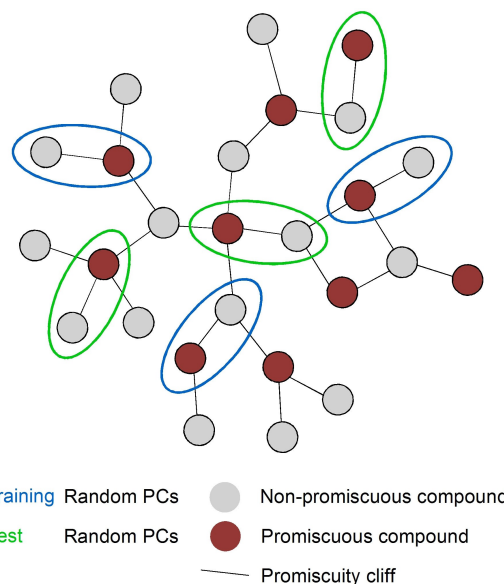 raining Random PCs Non-promiscuous compound
est Random PCs Promiscuous compound
Promiscuity cliff